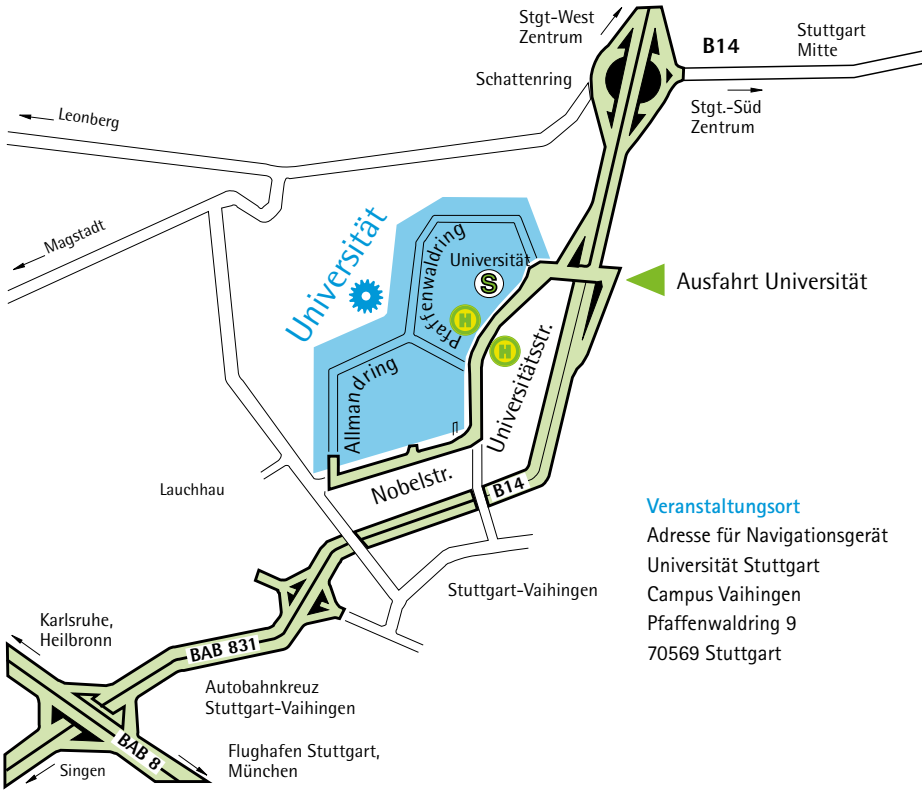 Stgt-West
Zentrum
B14
Stuttgart
Mitte
Schattenring
Stgt.-Süd
Zentrum
Leonberg
Magstadt
Universität
Pfaffenwaldring
Universität
S
H
H
Ausfahrt Universität
Universitätsstr.
Allmandring
Nobelstr.
B14
Lauchhau
Stuttgart-Vaihingen
Veranstaltungsort
Adresse für Navigationsgerät
Universität Stuttgart
Campus Vaihingen
Pfaffenwaldring 9
70569 Stuttgart
Karlsruhe,
Heilbronn
BAB 831
Autobahnkreuz
Stuttgart-Vaihingen
BAB 8
Flughafen Stuttgart,
München
Singen